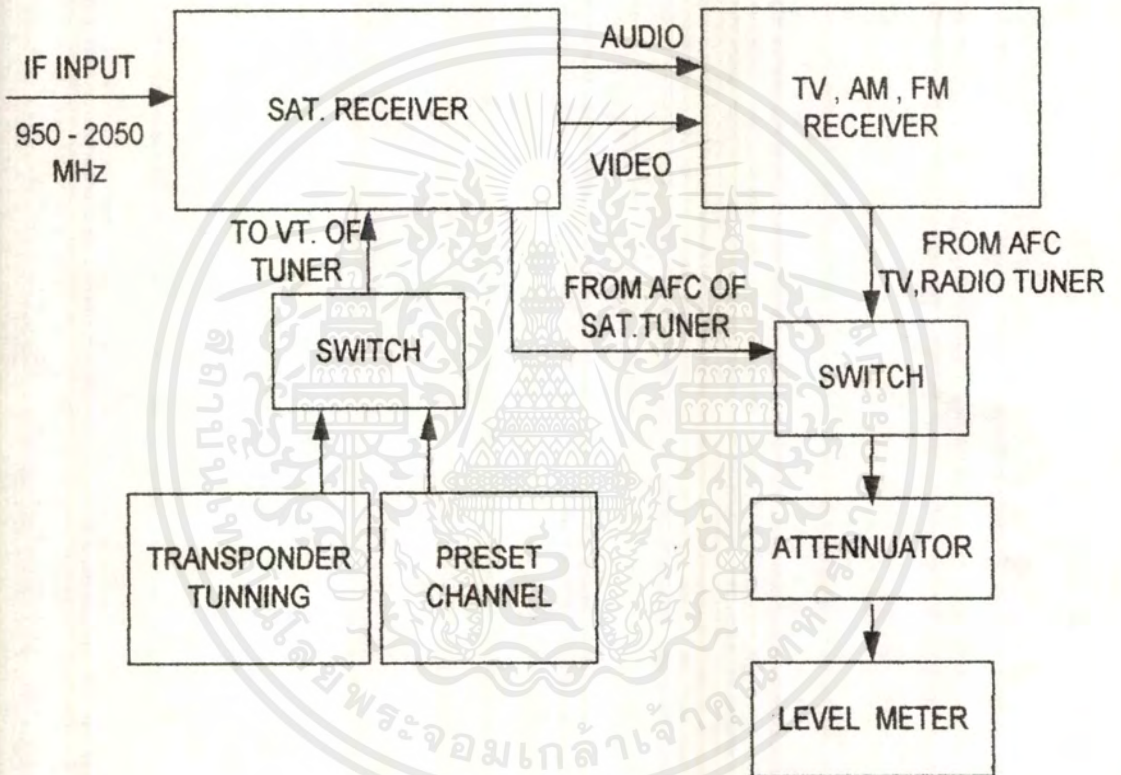 IF INPUT
950 - 2050
MHz
SAT. RECEIVER
AUDIO
VIDEO
TV , AM , FM
RECEIVER
TO VT. OF
TUNER
FROM AFC OF
SAT.TUNER
FROM AFC
TV,RADIO TUNER
SWITCH
SWITCH
TRANSPONDER
TUNNING
PRESET
CHANNEL
ATTENNUATOR
LEVEL METER